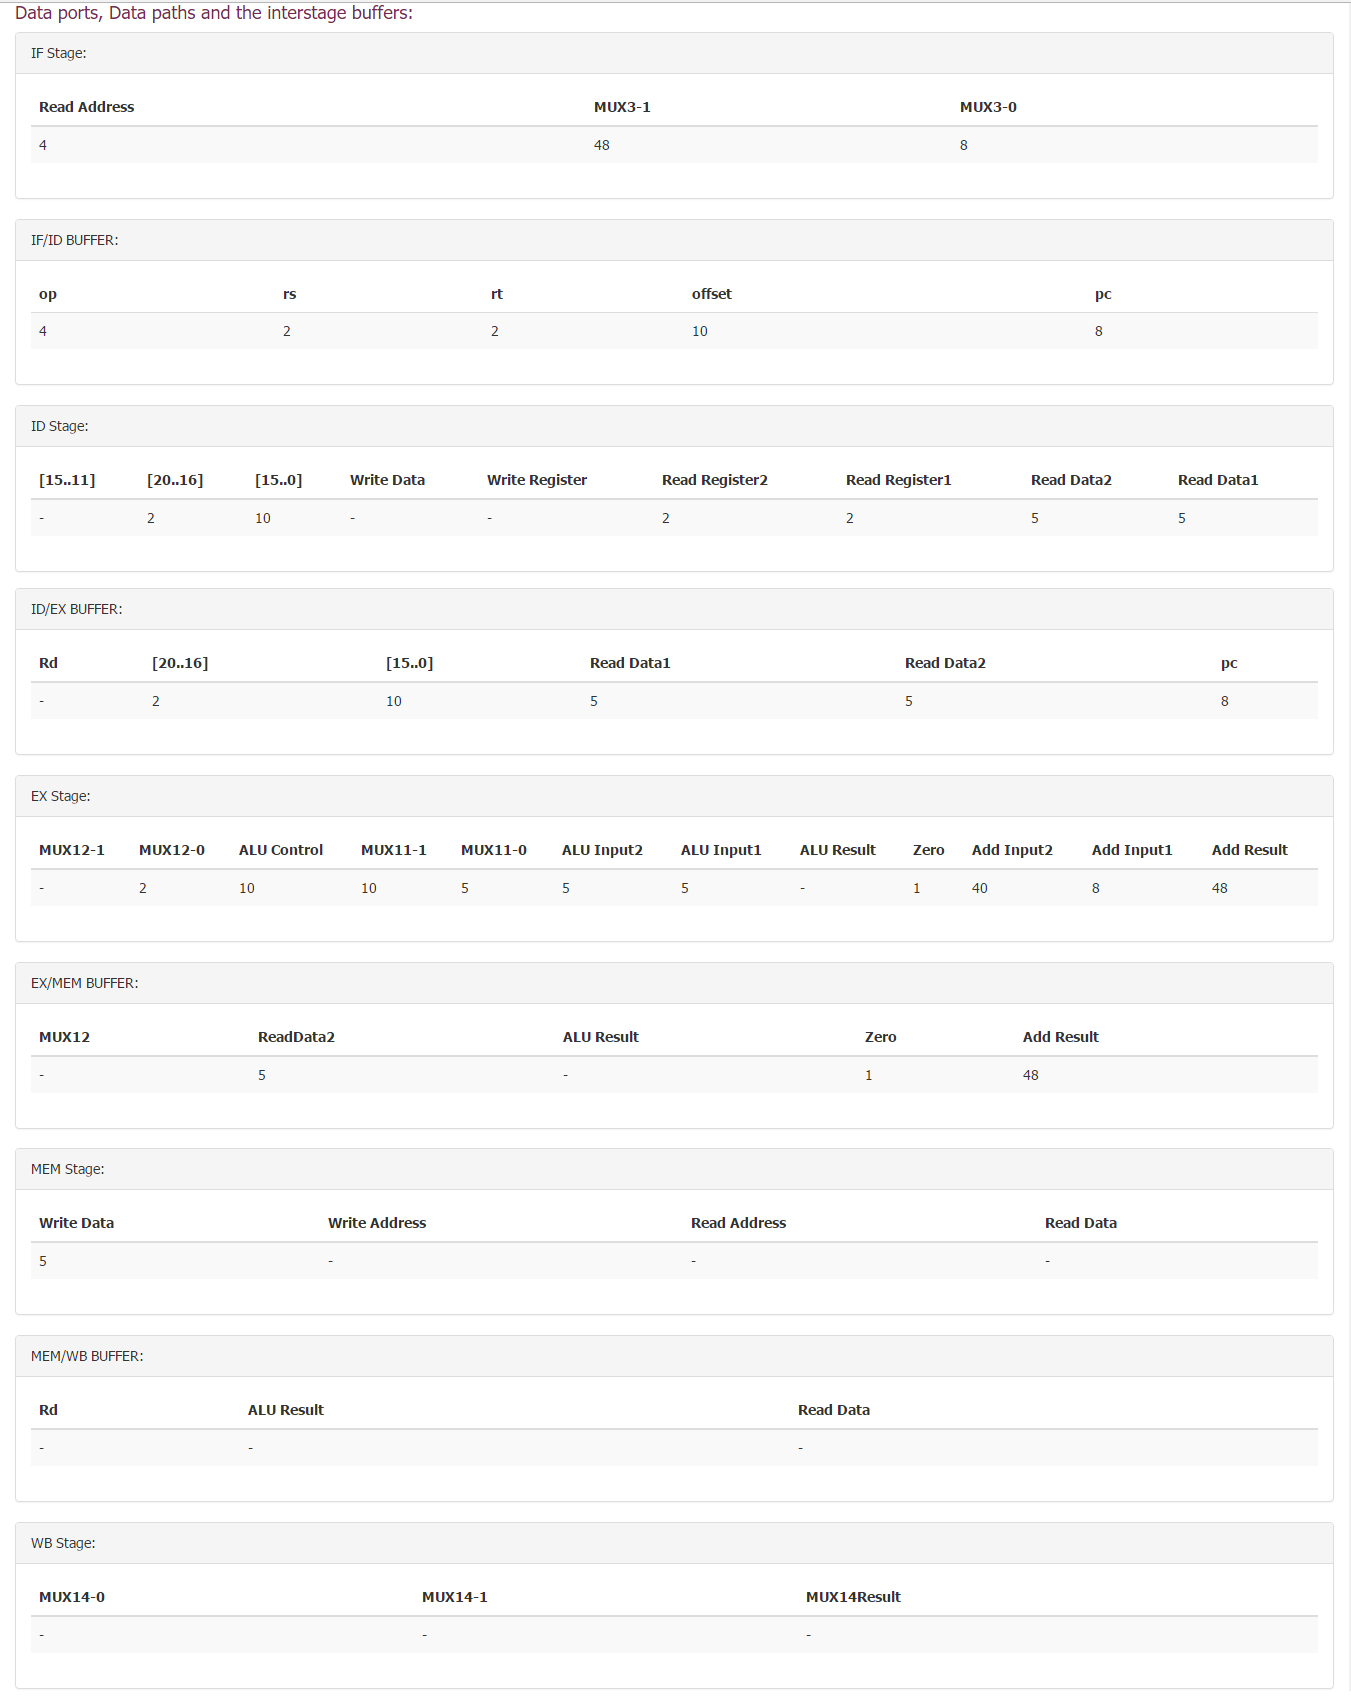 Data ports, Data paths and the interstage buffers:
IF Stage:
Read Address MUX3-1 MUX3-0
4 48 8
IF/ID BUFFER:
op rs rt offset pc
4 2 2 10 8
ID Stage:
[15..11] [20..16] [15..0] Write Data Write Register Read Register2 Read Register1 Read Data2 Read Data1
- 2 10 - - 2 2 5 5
ID/EX BUFFER:
Rd [20..16] [15..0] Read Data1 Read Data2 pc
- 2 10 5 5 8
EX Stage:
MUX12-1 MUX12-0 ALU Control MUX11-1 MUX11-0 ALU Input2 ALU Input1 ALU Result Zero Add Input2 Add Input1 Add Result
- 2 10 10 5 5 5 - 1 40 8 48
EX/MEM BUFFER:
MUX12 ReadData2 ALU Result Zero Add Result
- 5 - 1 48
MEM Stage:
Write Data Write Address Read Address Read Data
5 - - -
MEM/WB BUFFER:
Rd ALU Result Read Data
- - -
WB Stage:
MUX14-0 MUX14-1 MUX14Result
- - -